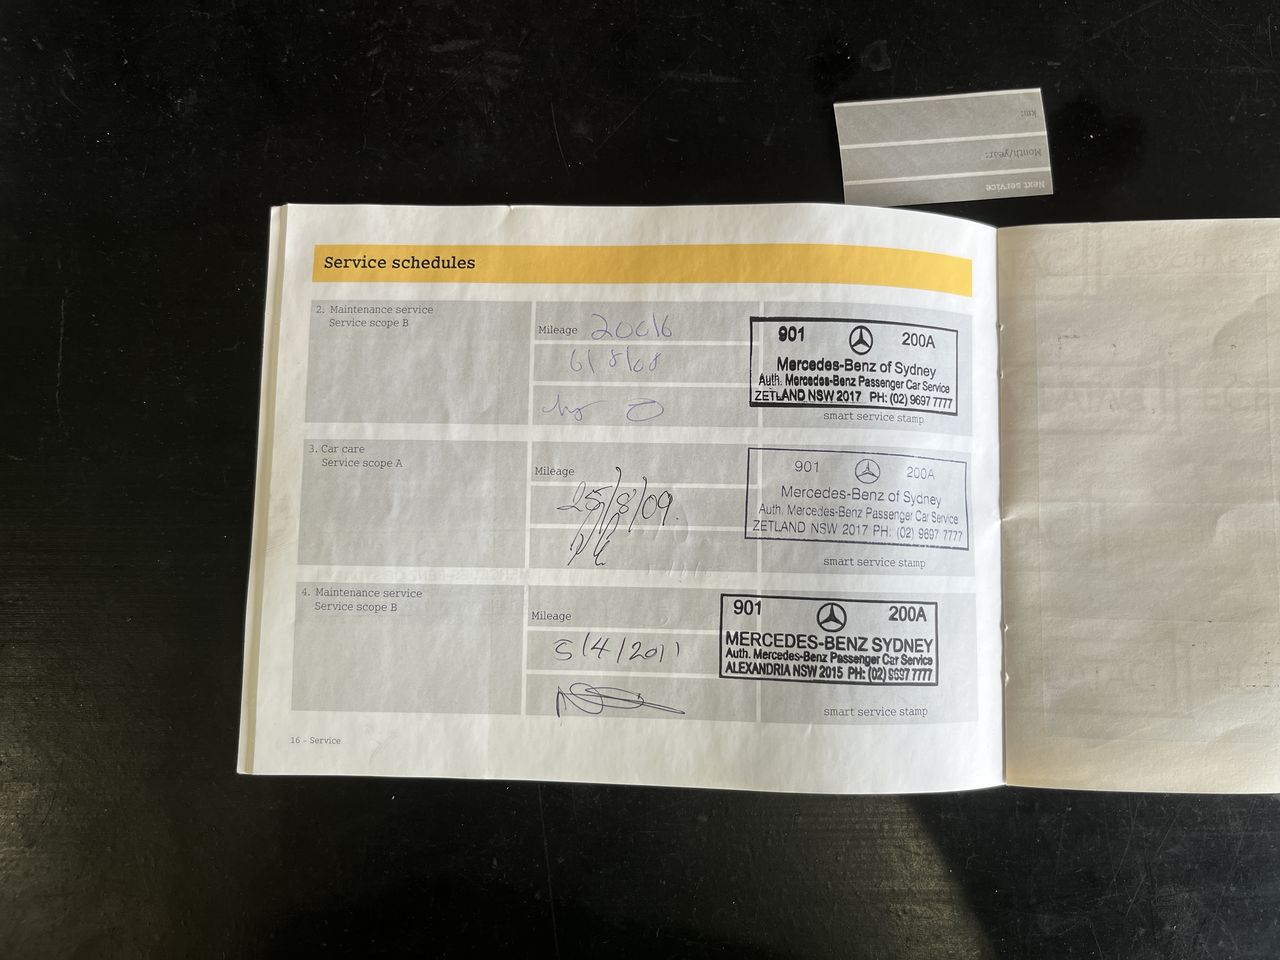 km:
Month/year:
Next service
Service schedules
2. Maintenance service
Service scope B
Mileage 20016
6/8/08
901 200A
Mercedes-Benz of Sydney
Auth. Mercedes-Benz Passenger Car Service
ZETLAND NSW 2017 PH: (02) 9697 7777
smart service stamp
3. Car care
Service scope A
Mileage
25/8/09.
901 200A
Mercedes-Benz of Sydney
Auth. Mercedes-Benz Passenger Car Service
ZETLAND NSW 2017 PH: (02) 9697 7777
smart service stamp
4. Maintenance service
Service scope B
Mileage
5/4/2011
901 200A
MERCEDES-BENZ SYDNEY
Auth. Mercedes-Benz Passenger Car Service
ALEXANDRIA NSW 2015 PH: (02) 9697 7777
smart service stamp
16 - Service